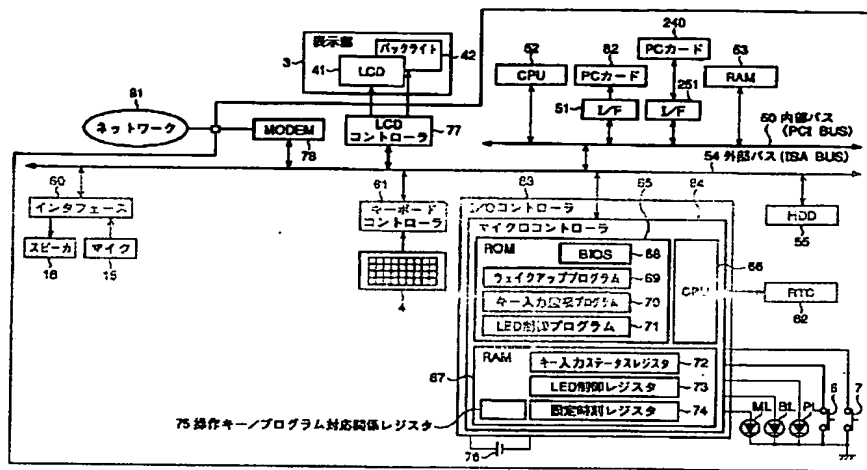 240
表示部
バックライト
3
41
LCD
42
52
82
PCカード
53
CPU
PCカード
RAM
81
51
I/F
I/F
251
ネットワーク
MODEM
78
LCD
コントローラ
77
50 内部バス
(PCI BUS)
54 外部バス (ISA BUS)
60
インタフェース
61
キーボード
コントローラ
63
I/Oコントローラ
65
64
マイクロコントローラ
HDD
55
スピーカ
マイク
16
15
4
ROM
BIOS
68
66
ウェイクアッププログラム
69
CPU
キー入力監視プログラム
70
RTC
LED制御プログラム
71
82
67
RAM
キー入力ステータスレジスタ
72
LED制御レジスタ
73
設定時刻レジスタ
74
6
7
ML
BL
PL
75 操作キー/プログラム対応関係レジスタ
76